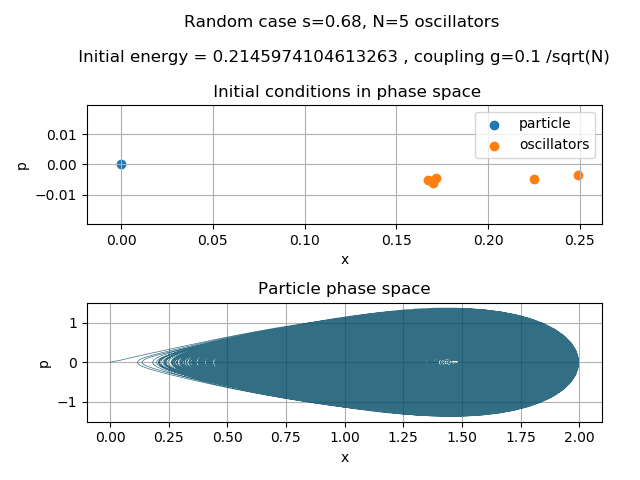 Random case s=0.68, N=5 oscillators
Initial energy = 0.2145974104613263 , coupling g=0.1 /sqrt(N)
Initial conditions in phase space
particle
oscillators
0.01
0.00
−0.01
p
0.00 0.05 0.10 0.15 0.20 0.25
x
Particle phase space
1
0
−1
p
0.00 0.25 0.50 0.75 1.00 1.25 1.50 1.75 2.00
x